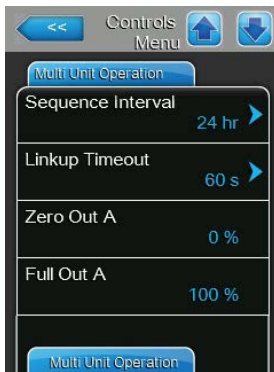 <<
Controls
Menu
Multi Unit Operation
Sequence Interval
24 hr
Linkup Timeout
60 s
Zero Out A
0 %
Full Out A
100 %
Multi Unit Operation